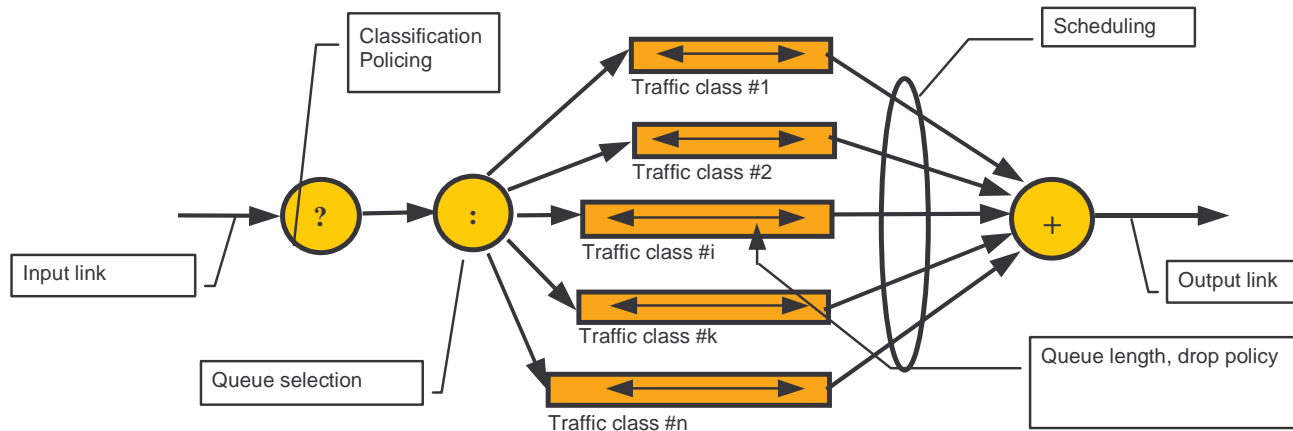 Classification
Policing
Scheduling
Traffic class #1
Traffic class #2
?
:
+
Traffic class #i
Input link
Output link
Traffic class #k
Queue length, drop policy
Queue selection
Traffic class #n